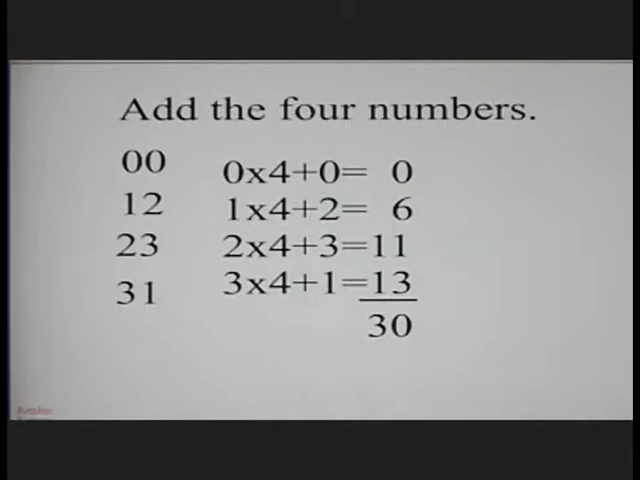 Add the four numbers.
00 0x4+0= 0
12 1x4+2= 6
23 2x4+3=11
31 3x4+1=13
30